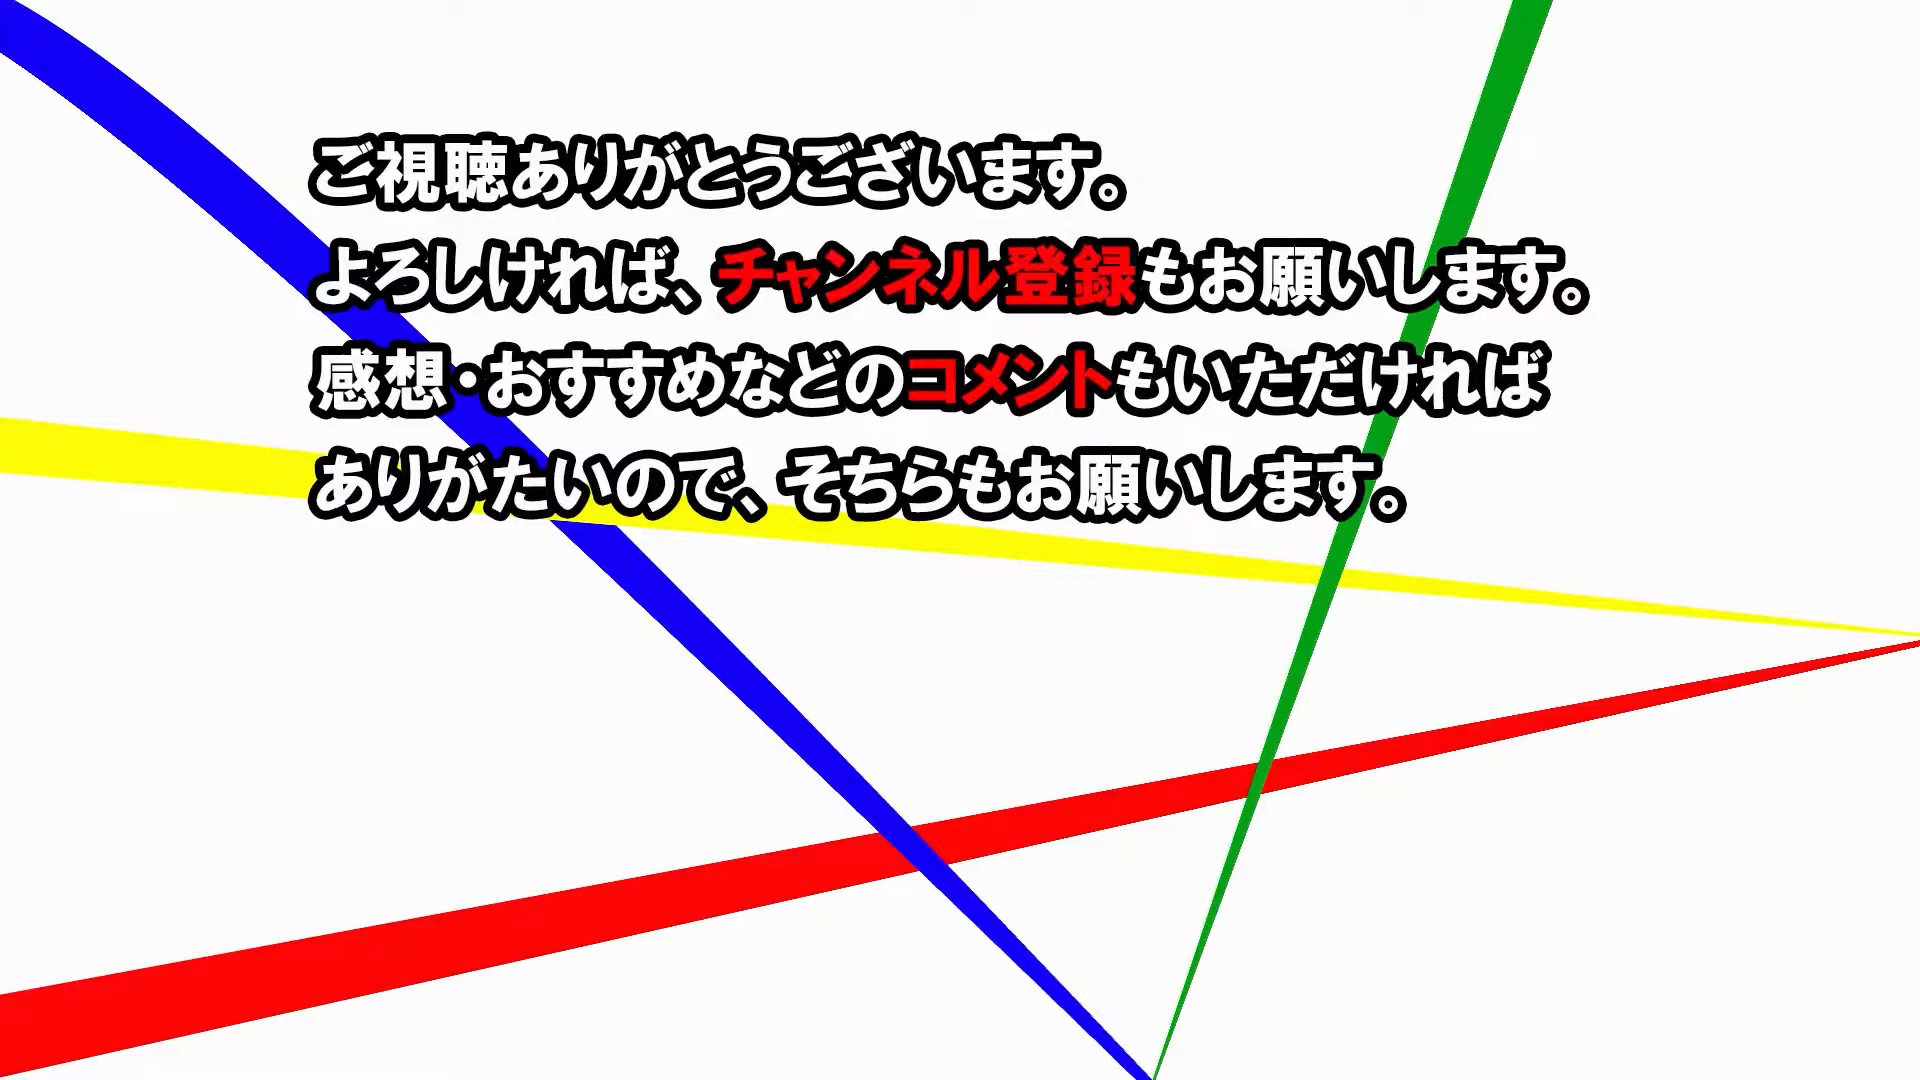 ご視聴ありがとうございます。
よろしければ、チャンネル登録もお願いします。
感想・おすすめなどのコメントもいただければ
ありがたいので、そちらもお願いします。